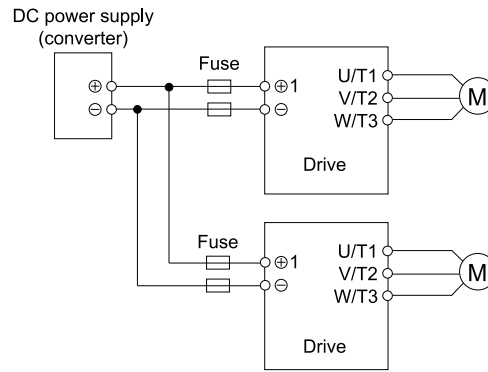 DC power supply
(converter)
⊕
⊖
Fuse
⊕1
⊖
U/T1
V/T2
W/T3
M
Drive
Fuse
⊕1
⊖
U/T1
V/T2
W/T3
M
Drive